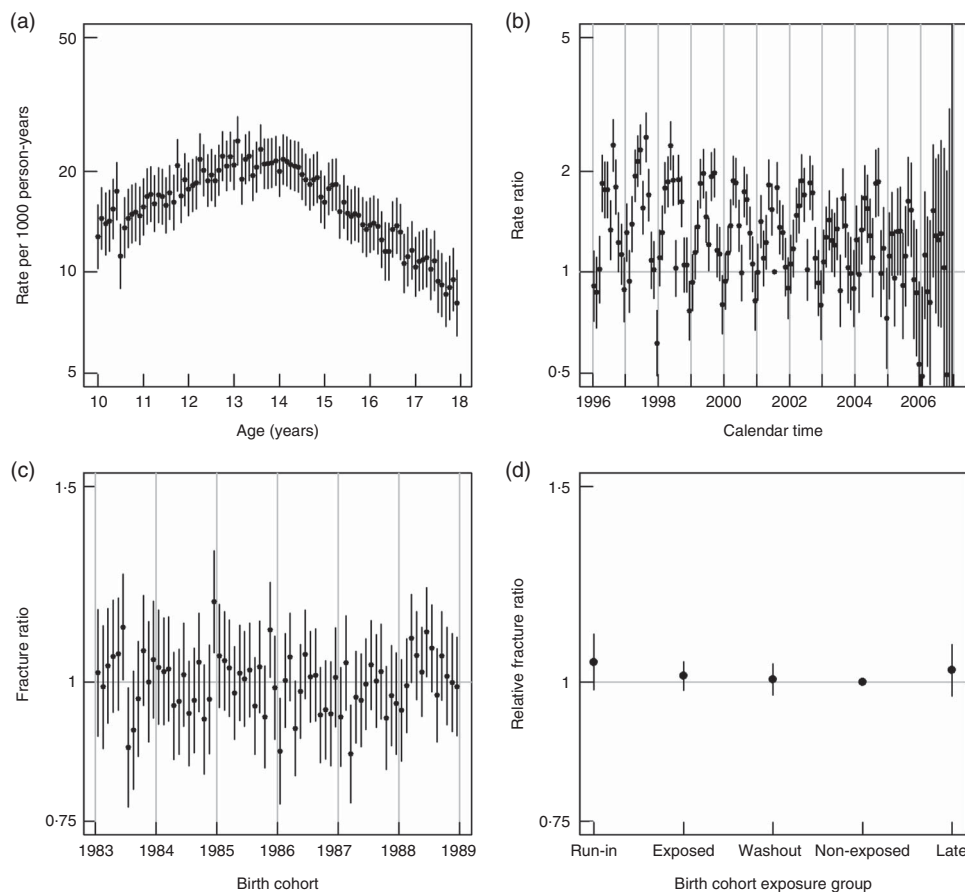 (a)
50
20
10
5
Rate per 1000 person-years
10 11 12 13 14 15 16 17 18
Age (years)
(b)
5
2
1
0·5
Rate ratio
1996 1998 2000 2002 2004 2006
Calendar time
(c)
1·5
1
0·75
Fracture ratio
1983 1984 1985 1986 1987 1988 1989
Birth cohort
(d)
1·5
1
0·75
Relative fracture ratio
Run-in Exposed Washout Non-exposed Late
Birth cohort exposure group